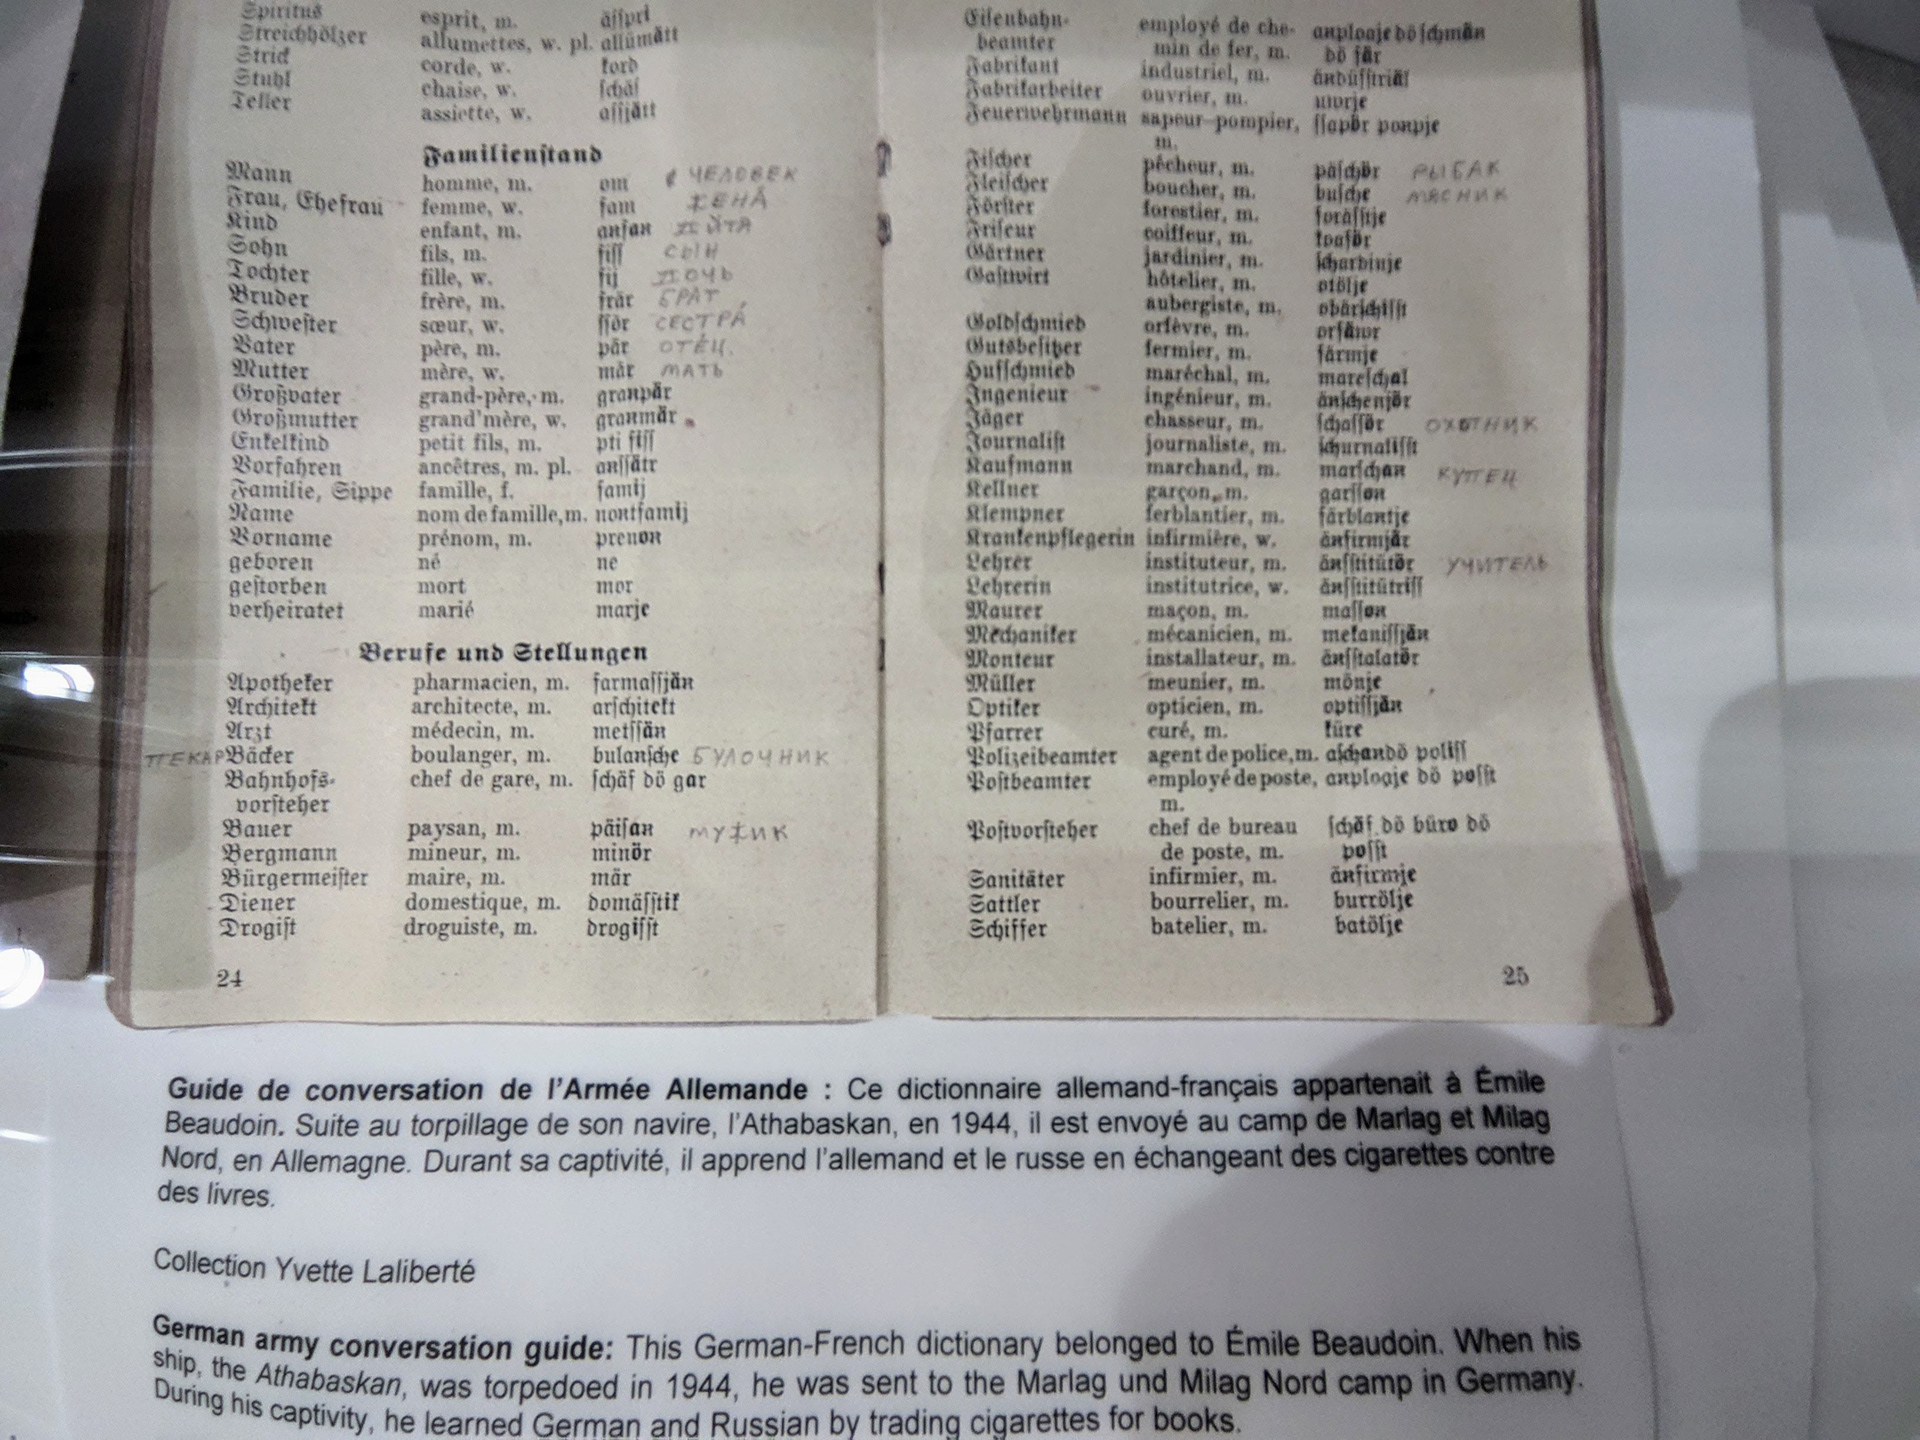 Spiritus esprit, m. äsſpri
Streichhölzer allumettes, w. pl. allümätt
Strick corde, w. kord
Stuhl chaise, w. ſchäſ
Teller assiette, w. aſſjätt
Familienſtand
Mann homme, m. om ЧЕЛОВЕК
Frau, Ehefrau femme, w. fam ЖЕНА́
Kind enfant, m. anfan ДЙТЯ
Sohn fils, m. fiſſ СЫН
Tochter fille, w. fij ДОЧЬ
Bruder frère, m. frär БРАТ
Schweſter sœur, w. ſſör СЕСТРА́
Vater père, m. pär ОТЕ́Ц
Mutter mère, w. mär МАТЬ
Großvater grand-père, m. granpär
Großmutter grand'mère, w. granmär
Enkelkind petit fils, m. pti fiſſ
Vorfahren ancêtres, m. pl. anſſätr
Familie, Sippe famille, f. famij
Name nom de famille, m. nonfamij
Vorname prénom, m. prenon
geboren né ne
geſtorben mort mor
verheiratet marié marje
Berufe und Stellungen
Apotheker pharmacien, m. farmaſſjän
Architekt architecte, m. arſchitekt
Arzt médecin, m. metſſän
ПЕКАР Bäcker boulanger, m. bulanſche БУЛОЧНИК
Bahnhofs- chef de gare, m. ſchäf dö gar
vorſteher
Bauer paysan, m. päiſan МУЖИК
Bergmann mineur, m. minör
Bürgermeiſter maire, m. mär
Diener domestique, m. domäſſtik
Drogiſt droguiste, m. drogiſſt
24
Eiſenbahn- employé de che- anploaje dö ſchmän
beamter min de fer, m. dö fär
Fabrikant industriel, m. ändüſſtriäl
Fabrikarbeiter ouvrier, m. uwrje
Feuerwehrmann sapeur-pompier, ſſapör ponpje
m.
Fiſcher pêcheur, m. päſchör РЫБАК
Fleiſcher boucher, m. buſche МЯСНИК
Förſter forestier, m. foräſſtje
Friſeur coiffeur, m. koaför
Gärtner jardinier, m. ſchardinje
Gaſtwirt hôtelier, m. otölje
aubergiste, m. obärſchiſſt
Goldſchmied orfèvre, m. orfäwr
Gutsbeſitzer fermier, m. färmje
Hufſchmied maréchal, m. mareſchal
Ingenieur ingénieur, m. änſchenjör
Jäger chasseur, m. ſchaſſör ОХОТНИК
Journaliſt journaliste, m. ſchurnaliſſt
Kaufmann marchand, m. marſchan КУПЕЦ
Kellner garçon, m. garſſon
Klempner ferblantier, m. färblantje
Krankenpflegerin infirmière, w. änfirmjär
Lehrer instituteur, m. änſſtitütör УЧИТЕЛЬ
Lehrerin institutrice, w. änſſtitütriſſ
Maurer maçon, m. maſſon
Mechaniker mécanicien, m. mekaniſſjän
Monteur installateur, m. änſſtalatör
Müller meunier, m. mönje
Optiker opticien, m. optiſſjän
Pfarrer curé, m. küre
Polizeibeamter agent de police, m. aſchandö poliſſ
Poſtbeamter employé de poste, anploaje dö poſſt
m.
Poſtvorſteher chef de bureau ſchäf dö büro dö
de poste, m. poſſt
Sanitäter infirmier, m. änfirmje
Sattler bourrelier, m. burrölje
Schiffer batelier, m. batölje
25
Guide de conversation de l'Armée Allemande : Ce dictionnaire allemand-français appartenait à Émile
Beaudoin. Suite au torpillage de son navire, l'Athabaskan, en 1944, il est envoyé au camp de Marlag et Milag
Nord, en Allemagne. Durant sa captivité, il apprend l'allemand et le russe en échangeant des cigarettes contre
des livres.
Collection Yvette Laliberté
German army conversation guide: This German-French dictionary belonged to Émile Beaudoin. When his
ship, the Athabaskan, was torpedoed in 1944, he was sent to the Marlag und Milag Nord camp in Germany.
During his captivity, he learned German and Russian by trading cigarettes for books.